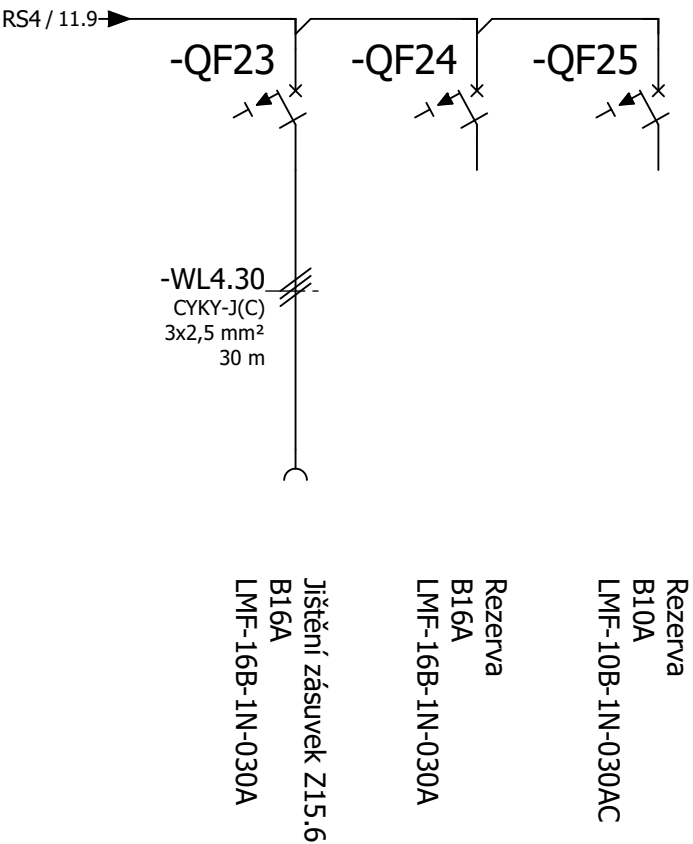 RS4 / 11.9
-QF23
-QF24
-QF25
-WL4.30
CYKY-J(C)
3x2,5 mm²
30 m
Jištění zásuvek Z15.6
B16A
LMF-16B-1N-030A
Rezerva
B16A
LMF-16B-1N-030A
Rezerva
B10A
LMF-10B-1N-030AC